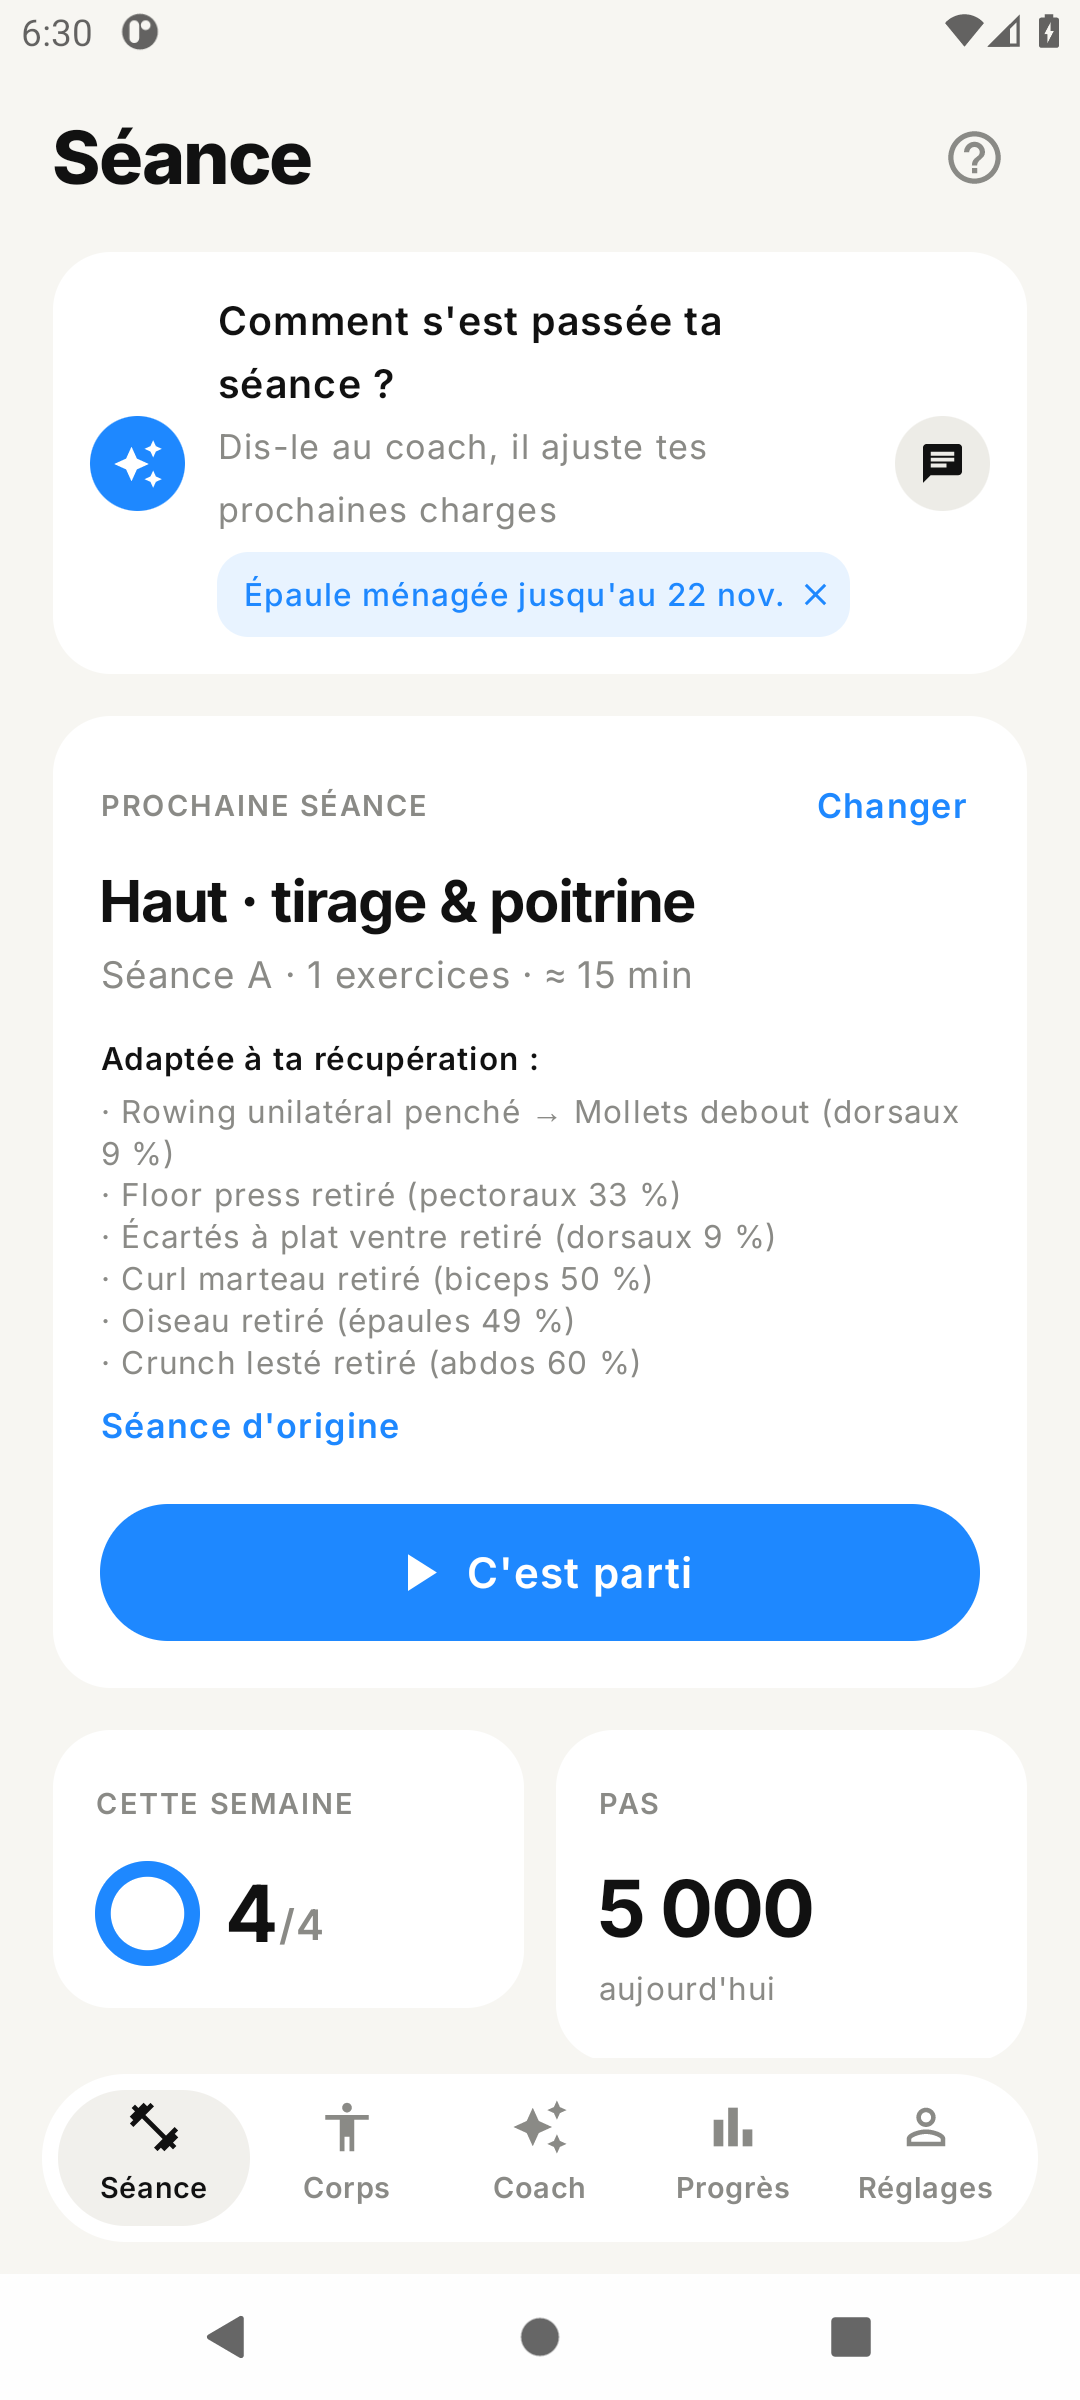 6:30
Séance
Comment s'est passée ta
séance ?
Dis-le au coach, il ajuste tes
prochaines charges
Épaule ménagée jusqu'au 22 nov.
PROCHAINE SÉANCE
Changer
Haut · tirage & poitrine
Séance A · 1 exercices · ≈ 15 min
Adaptée à ta récupération :
· Rowing unilatéral penché → Mollets debout (dorsaux
9 %)
· Floor press retiré (pectoraux 33 %)
· Écartés à plat ventre retiré (dorsaux 9 %)
· Curl marteau retiré (biceps 50 %)
· Oiseau retiré (épaules 49 %)
· Crunch lesté retiré (abdos 60 %)
Séance d'origine
C'est parti
CETTE SEMAINE
4/4
PAS
5 000
aujourd'hui
Séance
Corps
Coach
Progrès
Réglages